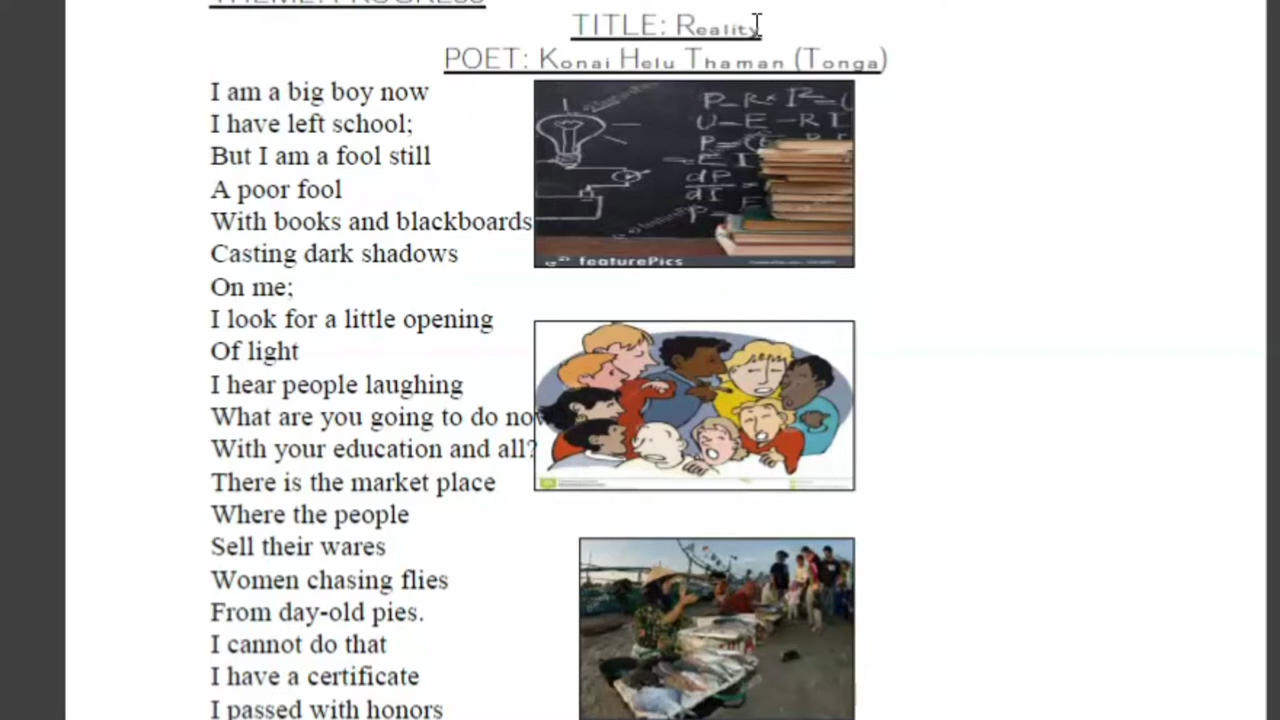 THEME: PROGRESS
TITLE: Reality
POET: Konai Helu Thaman (Tonga)
I am a big boy now
I have left school;
But I am a fool still
A poor fool
With books and blackboards
Casting dark shadows
On me;
I look for a little opening
Of light
I hear people laughing
What are you going to do now
With your education and all?
There is the market place
Where the people
Sell their wares
Women chasing flies
From day-old pies.
I cannot do that
I have a certificate
I passed with honors
featurePics